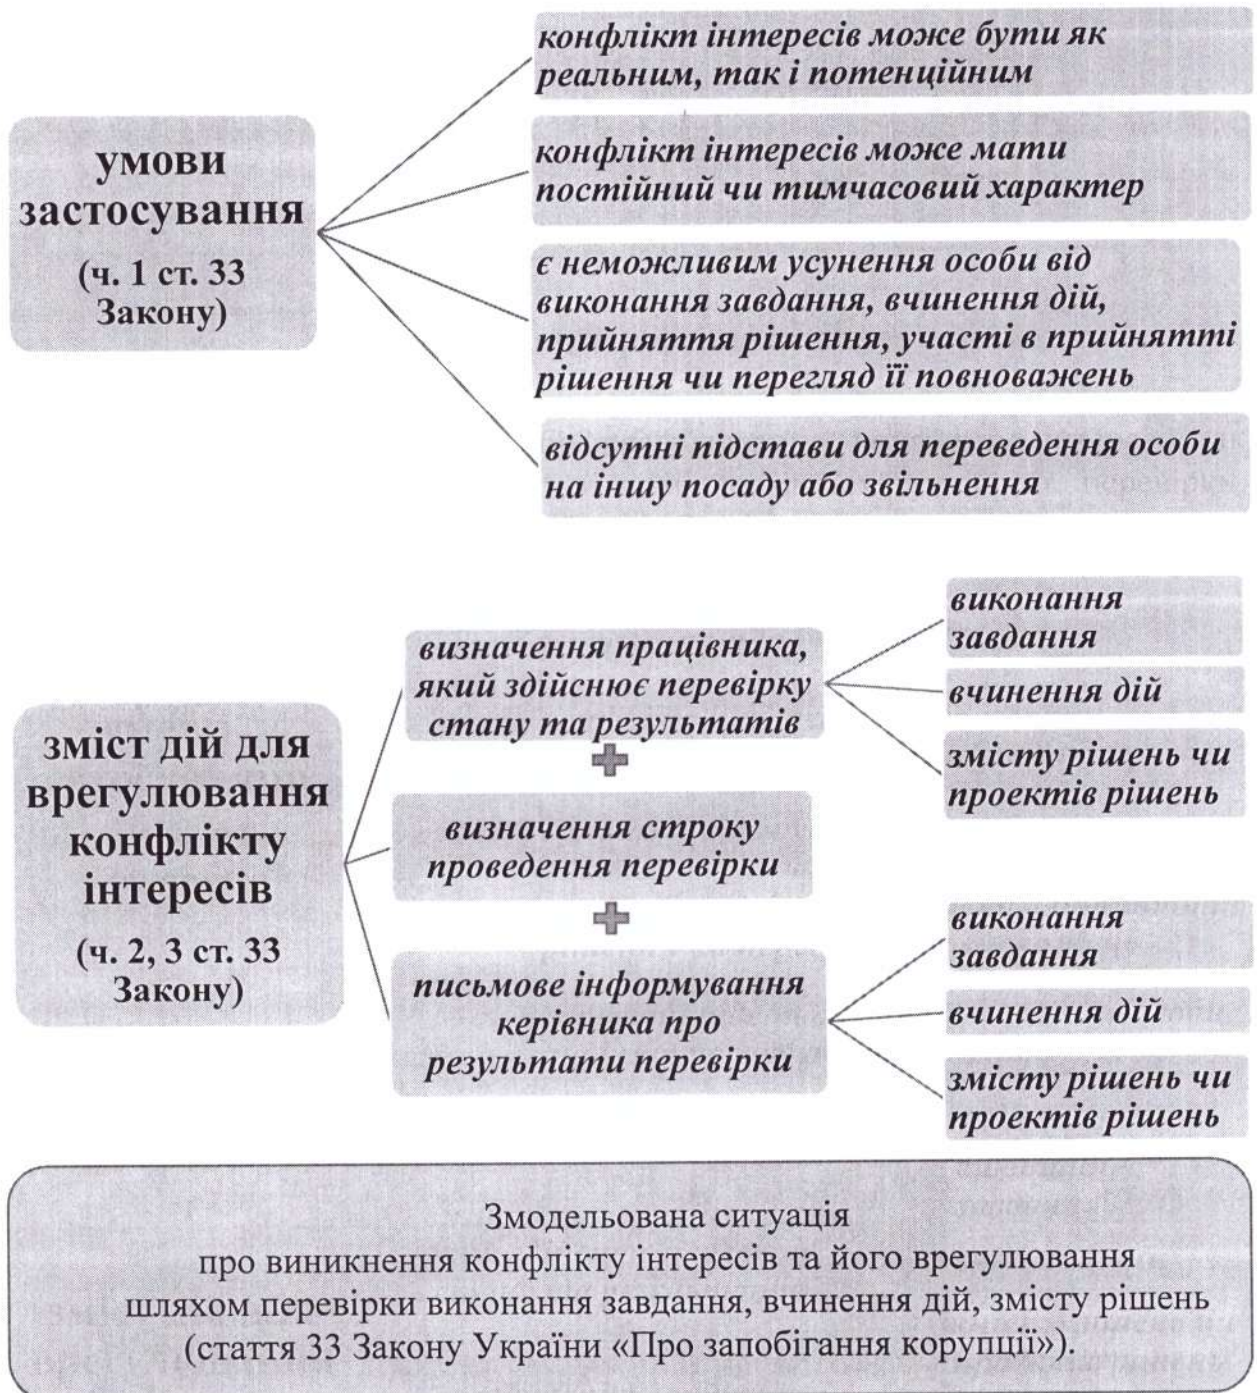 умови
застосування
(ч. 1 ст. 33
Закону)
конфлікт інтересів може бути як
реальним, так і потенційним
конфлікт інтересів може мати
постійний чи тимчасовий характер
є неможливим усунення особи від
виконання завдання, вчинення дій,
прийняття рішення, участі в прийнятті
рішення чи перегляд її повноважень
відсутні підстави для переведення особи
на іншу посаду або звільнення
зміст дій для
врегулювання
конфлікту
інтересів
(ч. 2, 3 ст. 33
Закону)
визначення працівника,
який здійснює перевірку
стану та результатів
виконання
завдання
вчинення дій
змісту рішень чи
проектів рішень
визначення строку
проведення перевірки
письмове інформування
керівника про
результати перевірки
виконання
завдання
вчинення дій
змісту рішень чи
проектів рішень
Змодельована ситуація
про виникнення конфлікту інтересів та його врегулювання
шляхом перевірки виконання завдання, вчинення дій, змісту рішень
(стаття 33 Закону України «Про запобігання корупції»).